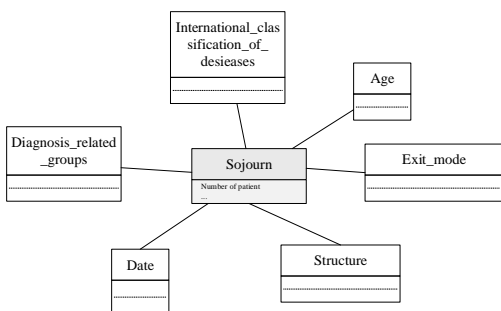 International_clas
sification_of_
desieases
Age
Diagnosis_related
_groups
Sojourn
Number of patient
...
Exit_mode
Date
Structure